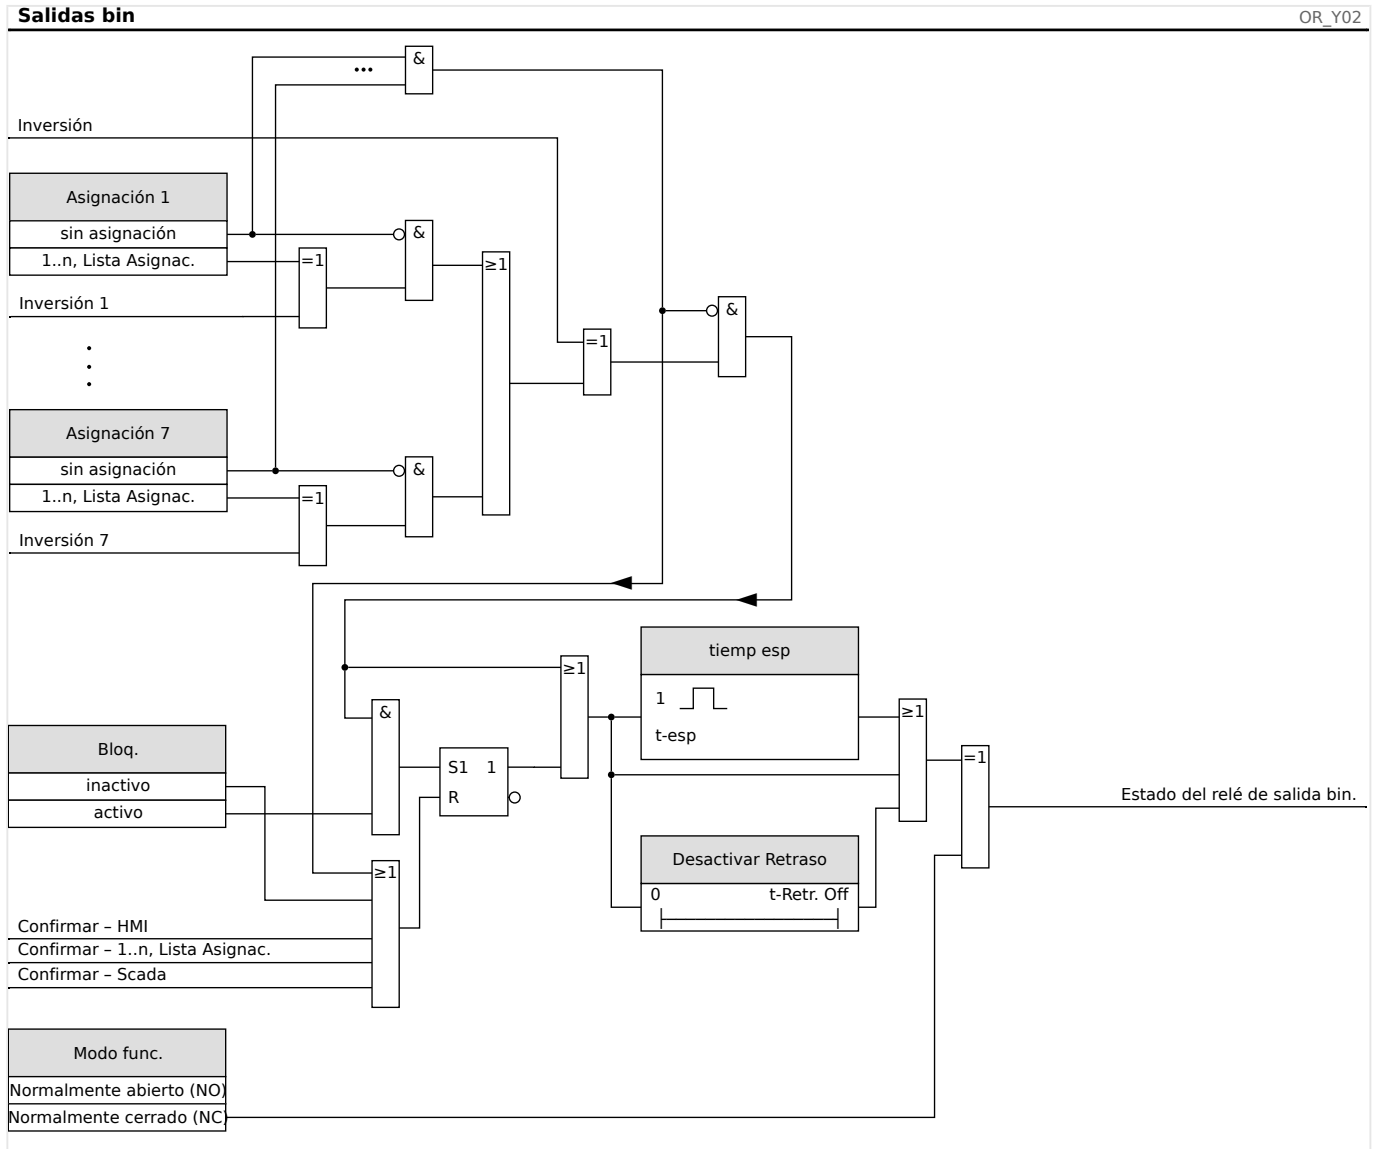 Salidas bin
OR_Y02
&
Inversión
Asignación 1
sin asignación
&
1..n, Lista Asignac.
=1
≥1
Inversión 1
&
=1
Asignación 7
sin asignación
&
1..n, Lista Asignac.
=1
Inversión 7
tiemp esp
≥1
1
t-esp
&
≥1
Bloq.
=1
S1 1
inactivo
R
activo
Estado del relé de salida bin.
Desactivar Retraso
≥1
0 t-Retr. Off
Confirmar – HMI
Confirmar – 1..n, Lista Asignac.
Confirmar – Scada
Modo func.
Normalmente abierto (NO)
Normalmente cerrado (NC)